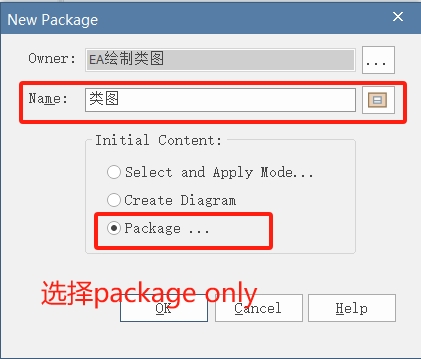 New Package
Owner: EA绘制类图 ...
Name: 类图
Initial Content:
Select and Apply Mode...
Create Diagram
Package ...
选择package only
OK Cancel Help